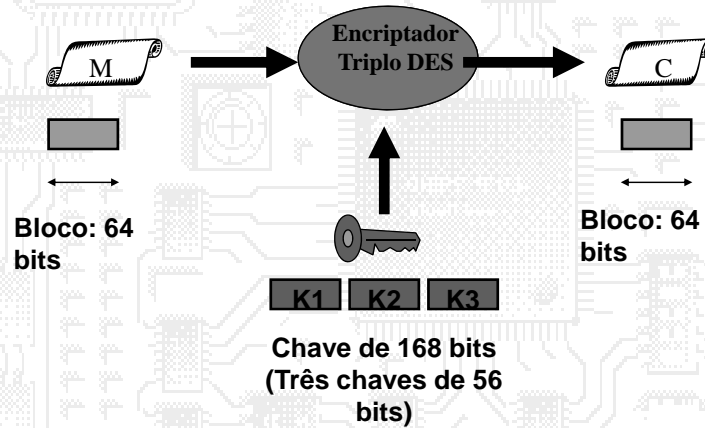 Encriptador
Triplo DES
M
C
Bloco: 64
bits
Bloco: 64
bits
K1 K2 K3
Chave de 168 bits
(Três chaves de 56
bits)